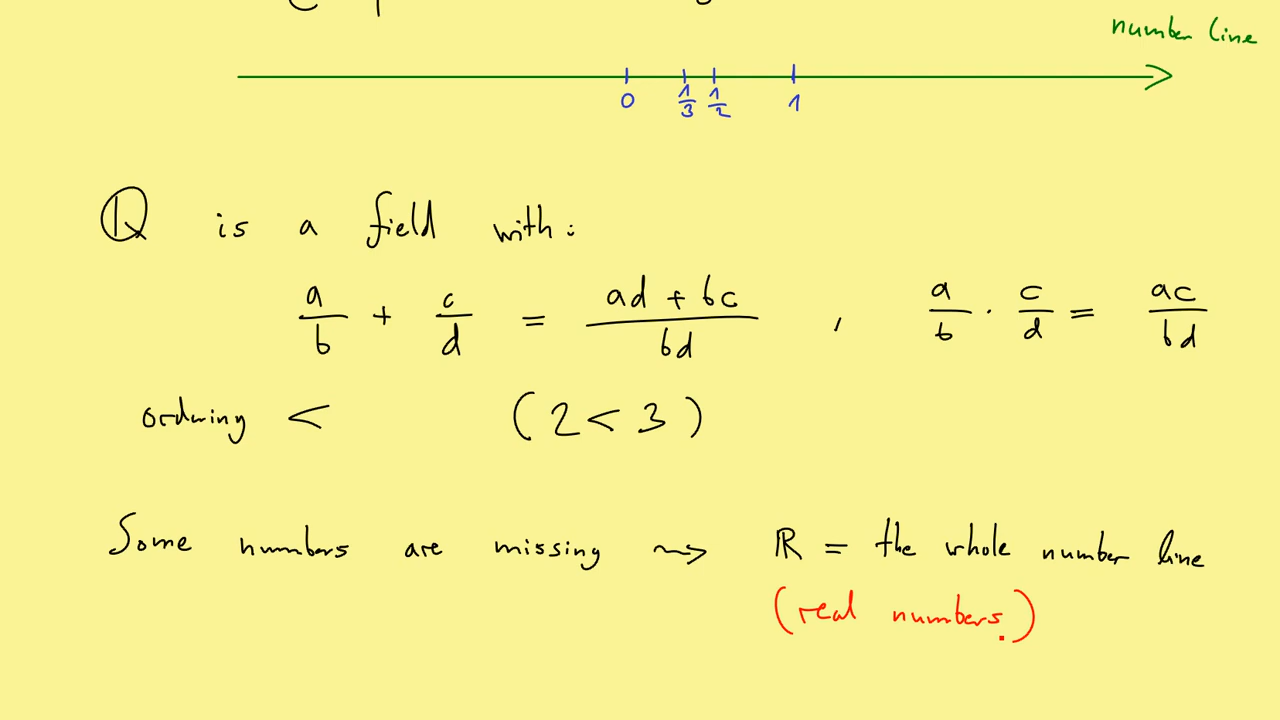 number line
0 1/3 1/2 1
ℚ is a field with:
a/b + c/d = (ad + bc)/bd , a/b · c/d = ac/bd
ordering < (2 < 3)
Some numbers are missing ⇝ ℝ = the whole number line
(real numbers)